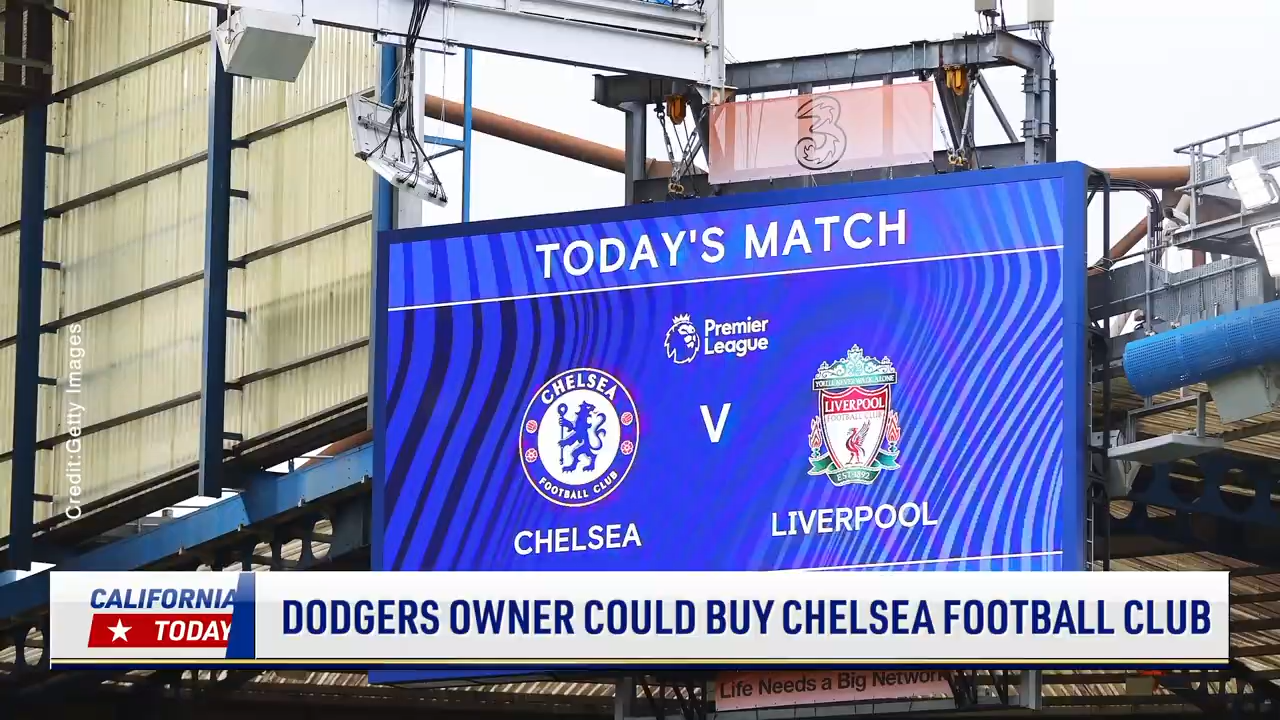 3
TODAY'S MATCH
Premier
League
CHELSEA
FOOTBALL CLUB
V
YOU'LL NEVER WALK ALONE
LIVERPOOL
FOOTBALL CLUB
EST·1892
CHELSEA
LIVERPOOL
Credit:Getty Images
CALIFORNIA
TODAY
DODGERS OWNER COULD BUY CHELSEA FOOTBALL CLUB
Life Needs a Big Network